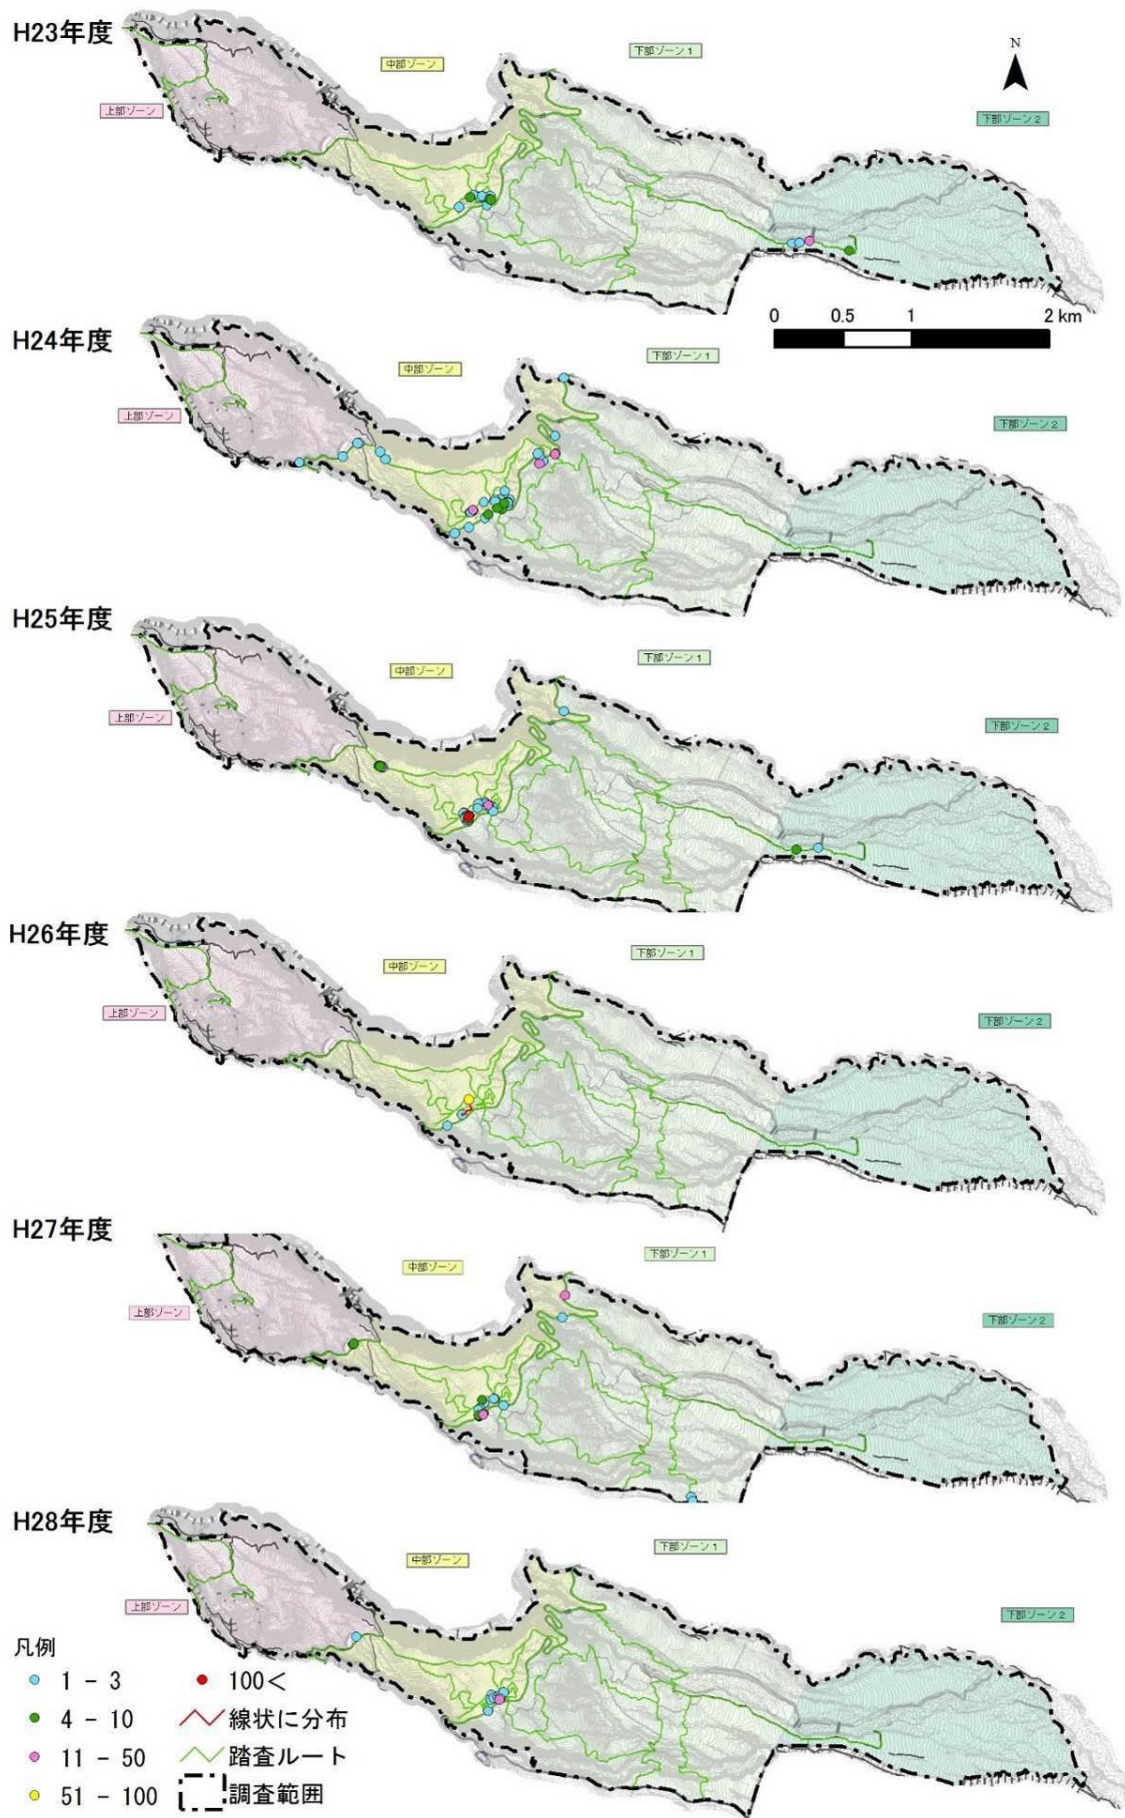 H23年度
中部ゾーン
下部ゾーン1
N
上部ゾーン
下部ゾーン2
0 0.5 1 2 km
H24年度
中部ゾーン
下部ゾーン1
上部ゾーン
下部ゾーン2
H25年度
中部ゾーン
下部ゾーン1
上部ゾーン
下部ゾーン2
H26年度
中部ゾーン
下部ゾーン1
上部ゾーン
下部ゾーン2
H27年度
中部ゾーン
下部ゾーン1
上部ゾーン
下部ゾーン2
H28年度
中部ゾーン
下部ゾーン1
上部ゾーン
下部ゾーン2
凡例
1 - 3
4 - 10
11 - 50
51 - 100
100<
線状に分布
踏査ルート
調査範囲